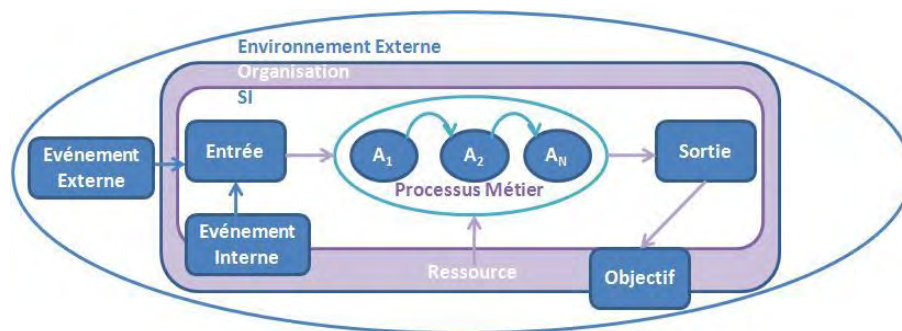 Environnement Externe
Organisation
SI
Evénement
Externe
Entrée
A1
A2
AN
Sortie
Processus Métier
Evénement
Interne
Ressource
Objectif